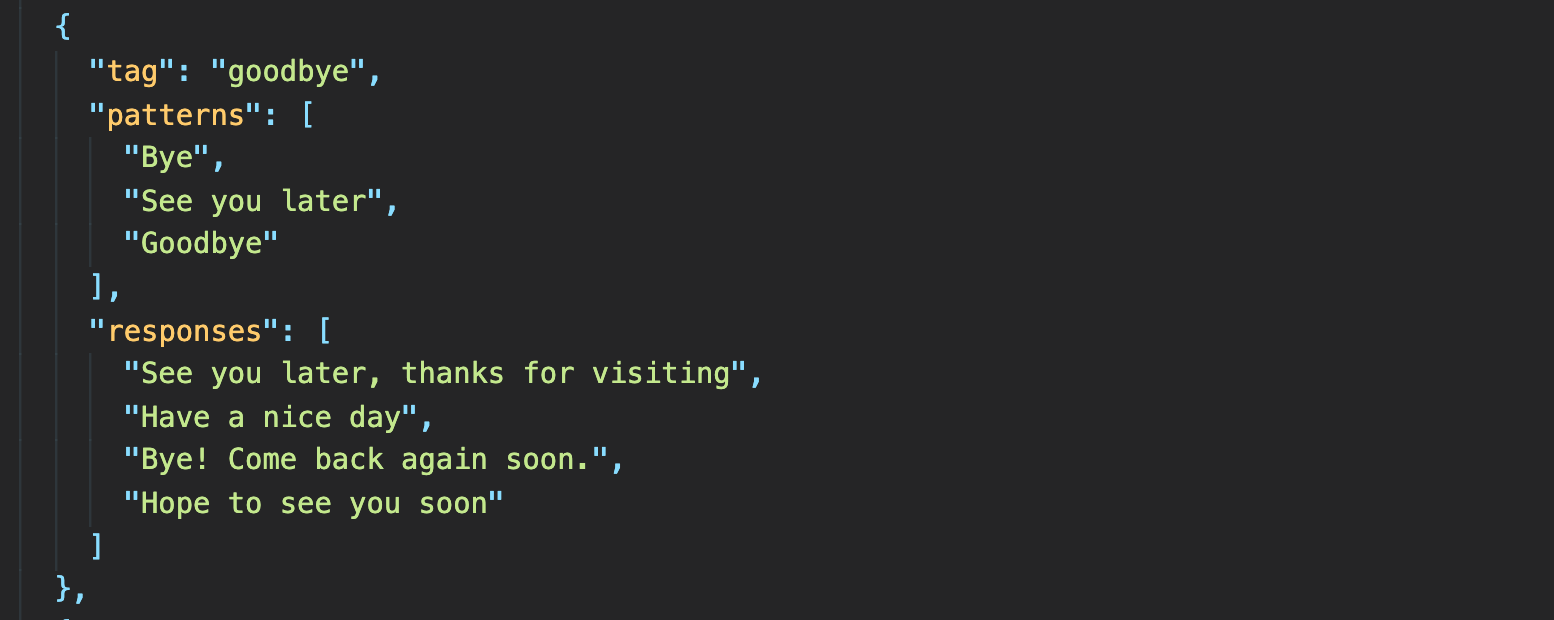 {
"tag": "goodbye",
"patterns": [
"Bye",
"See you later",
"Goodbye"
],
"responses": [
"See you later, thanks for visiting",
"Have a nice day",
"Bye! Come back again soon.",
"Hope to see you soon"
]
},